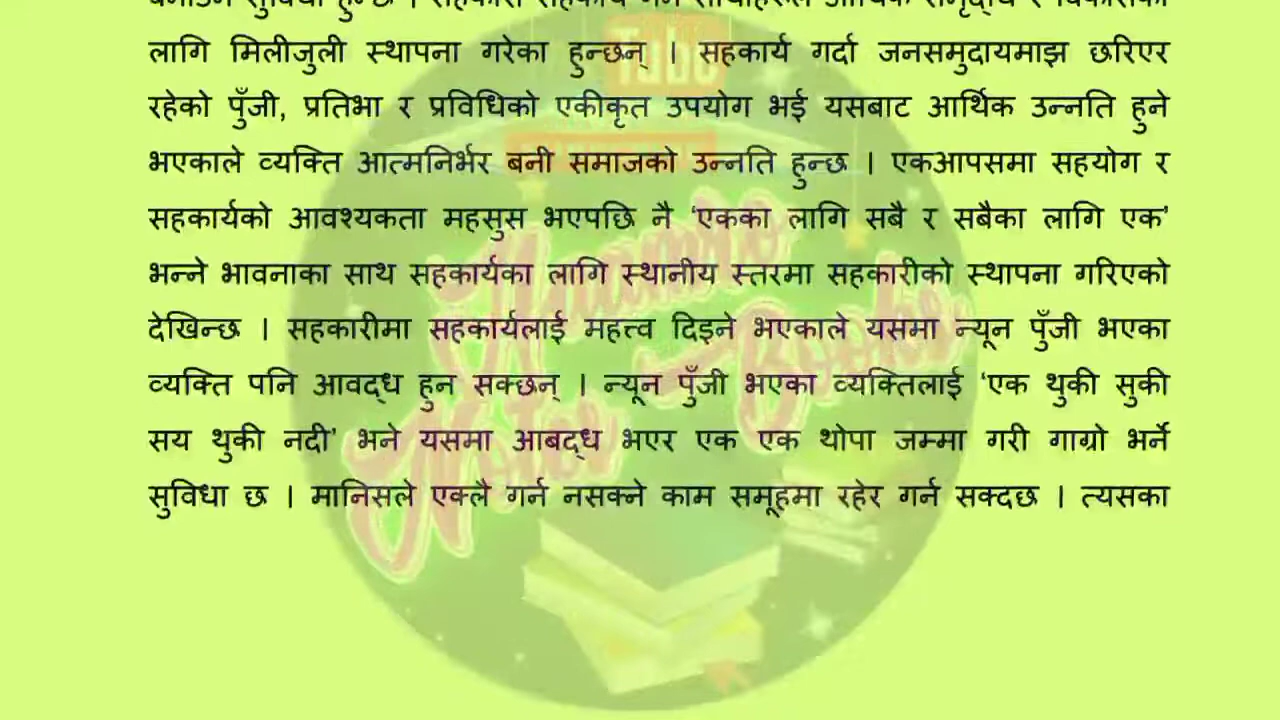 लागि मिलीजुली स्थापना गरेका हुन्छन् । सहकार्य गर्दा जनसमुदायमाझ छरिएर
रहेको पुँजी, प्रतिभा र प्रविधिको एकीकृत उपयोग भई यसबाट आर्थिक उन्नति हुने
भएकाले व्यक्ति आत्मनिर्भर बनी समाजको उन्नति हुन्छ । एकआपसमा सहयोग र
सहकार्यको आवश्यकता महसुस भएपछि नै ‘एकका लागि सबै र सबैका लागि एक’
भन्ने भावनाका साथ सहकार्यका लागि स्थानीय स्तरमा सहकारीको स्थापना गरिएको
देखिन्छ । सहकारीमा सहकार्यलाई महत्त्व दिइने भएकाले यसमा न्यून पुँजी भएका
व्यक्ति पनि आवद्ध हुन सक्छन् । न्यून पुँजी भएका व्यक्तिलाई ‘एक थुकी सुकी
सय थुकी नदी’ भने यसमा आबद्ध भएर एक एक थोपा जम्मा गरी गाग्रो भर्ने
सुविधा छ । मानिसले एक्लै गर्न नसक्ने काम समूहमा रहेर गर्न सक्दछ । त्यसका
Tube
Namaste
Books
Notes